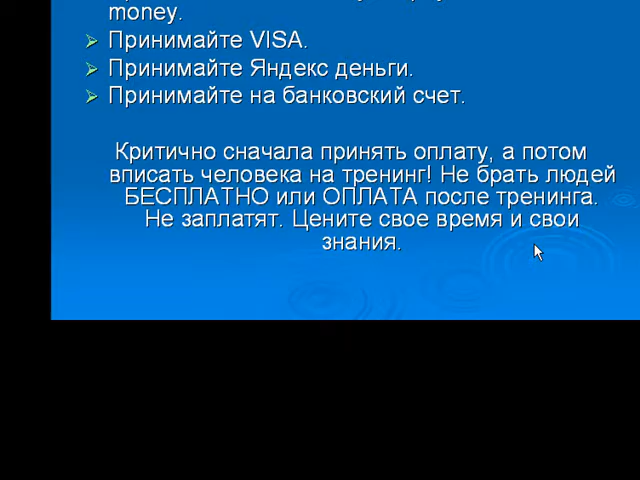 money.
Принимайте VISA.
Принимайте Яндекс деньги.
Принимайте на банковский счет.
Критично сначала принять оплату, а потом
вписать человека на тренинг! Не брать людей
БЕСПЛАТНО или ОПЛАТА после тренинга.
Не заплатят. Цените свое время и свои
знания.